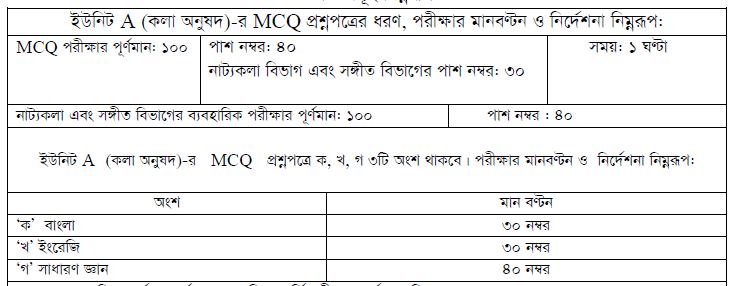 ইউনিট A (কলা অনুষদ)-র MCQ প্রশ্নপত্রের ধরণ, পরীক্ষার মানবণ্টন ও নির্দেশনা নিম্নরূপ:
MCQ পরীক্ষার পূর্ণমান: ১০০
পাশ নম্বর: ৪০
নাট্যকলা বিভাগ এবং সঙ্গীত বিভাগের পাশ নম্বর: ৩০
সময়: ১ ঘণ্টা
নাট্যকলা এবং সঙ্গীত বিভাগের ব্যবহারিক পরীক্ষার পূর্ণমান: ১০০
পাশ নম্বর : ৪০
ইউনিট A (কলা অনুষদ)-র MCQ প্রশ্নপত্রে ক, খ, গ ৩টি অংশ থাকবে। পরীক্ষার মানবণ্টন ও নির্দেশনা নিম্নরূপ:
অংশ
মান বণ্টন
‘ক’ বাংলা
৩০ নম্বর
‘খ’ ইংরেজি
৩০ নম্বর
‘গ’ সাধারণ জ্ঞান
৪০ নম্বর